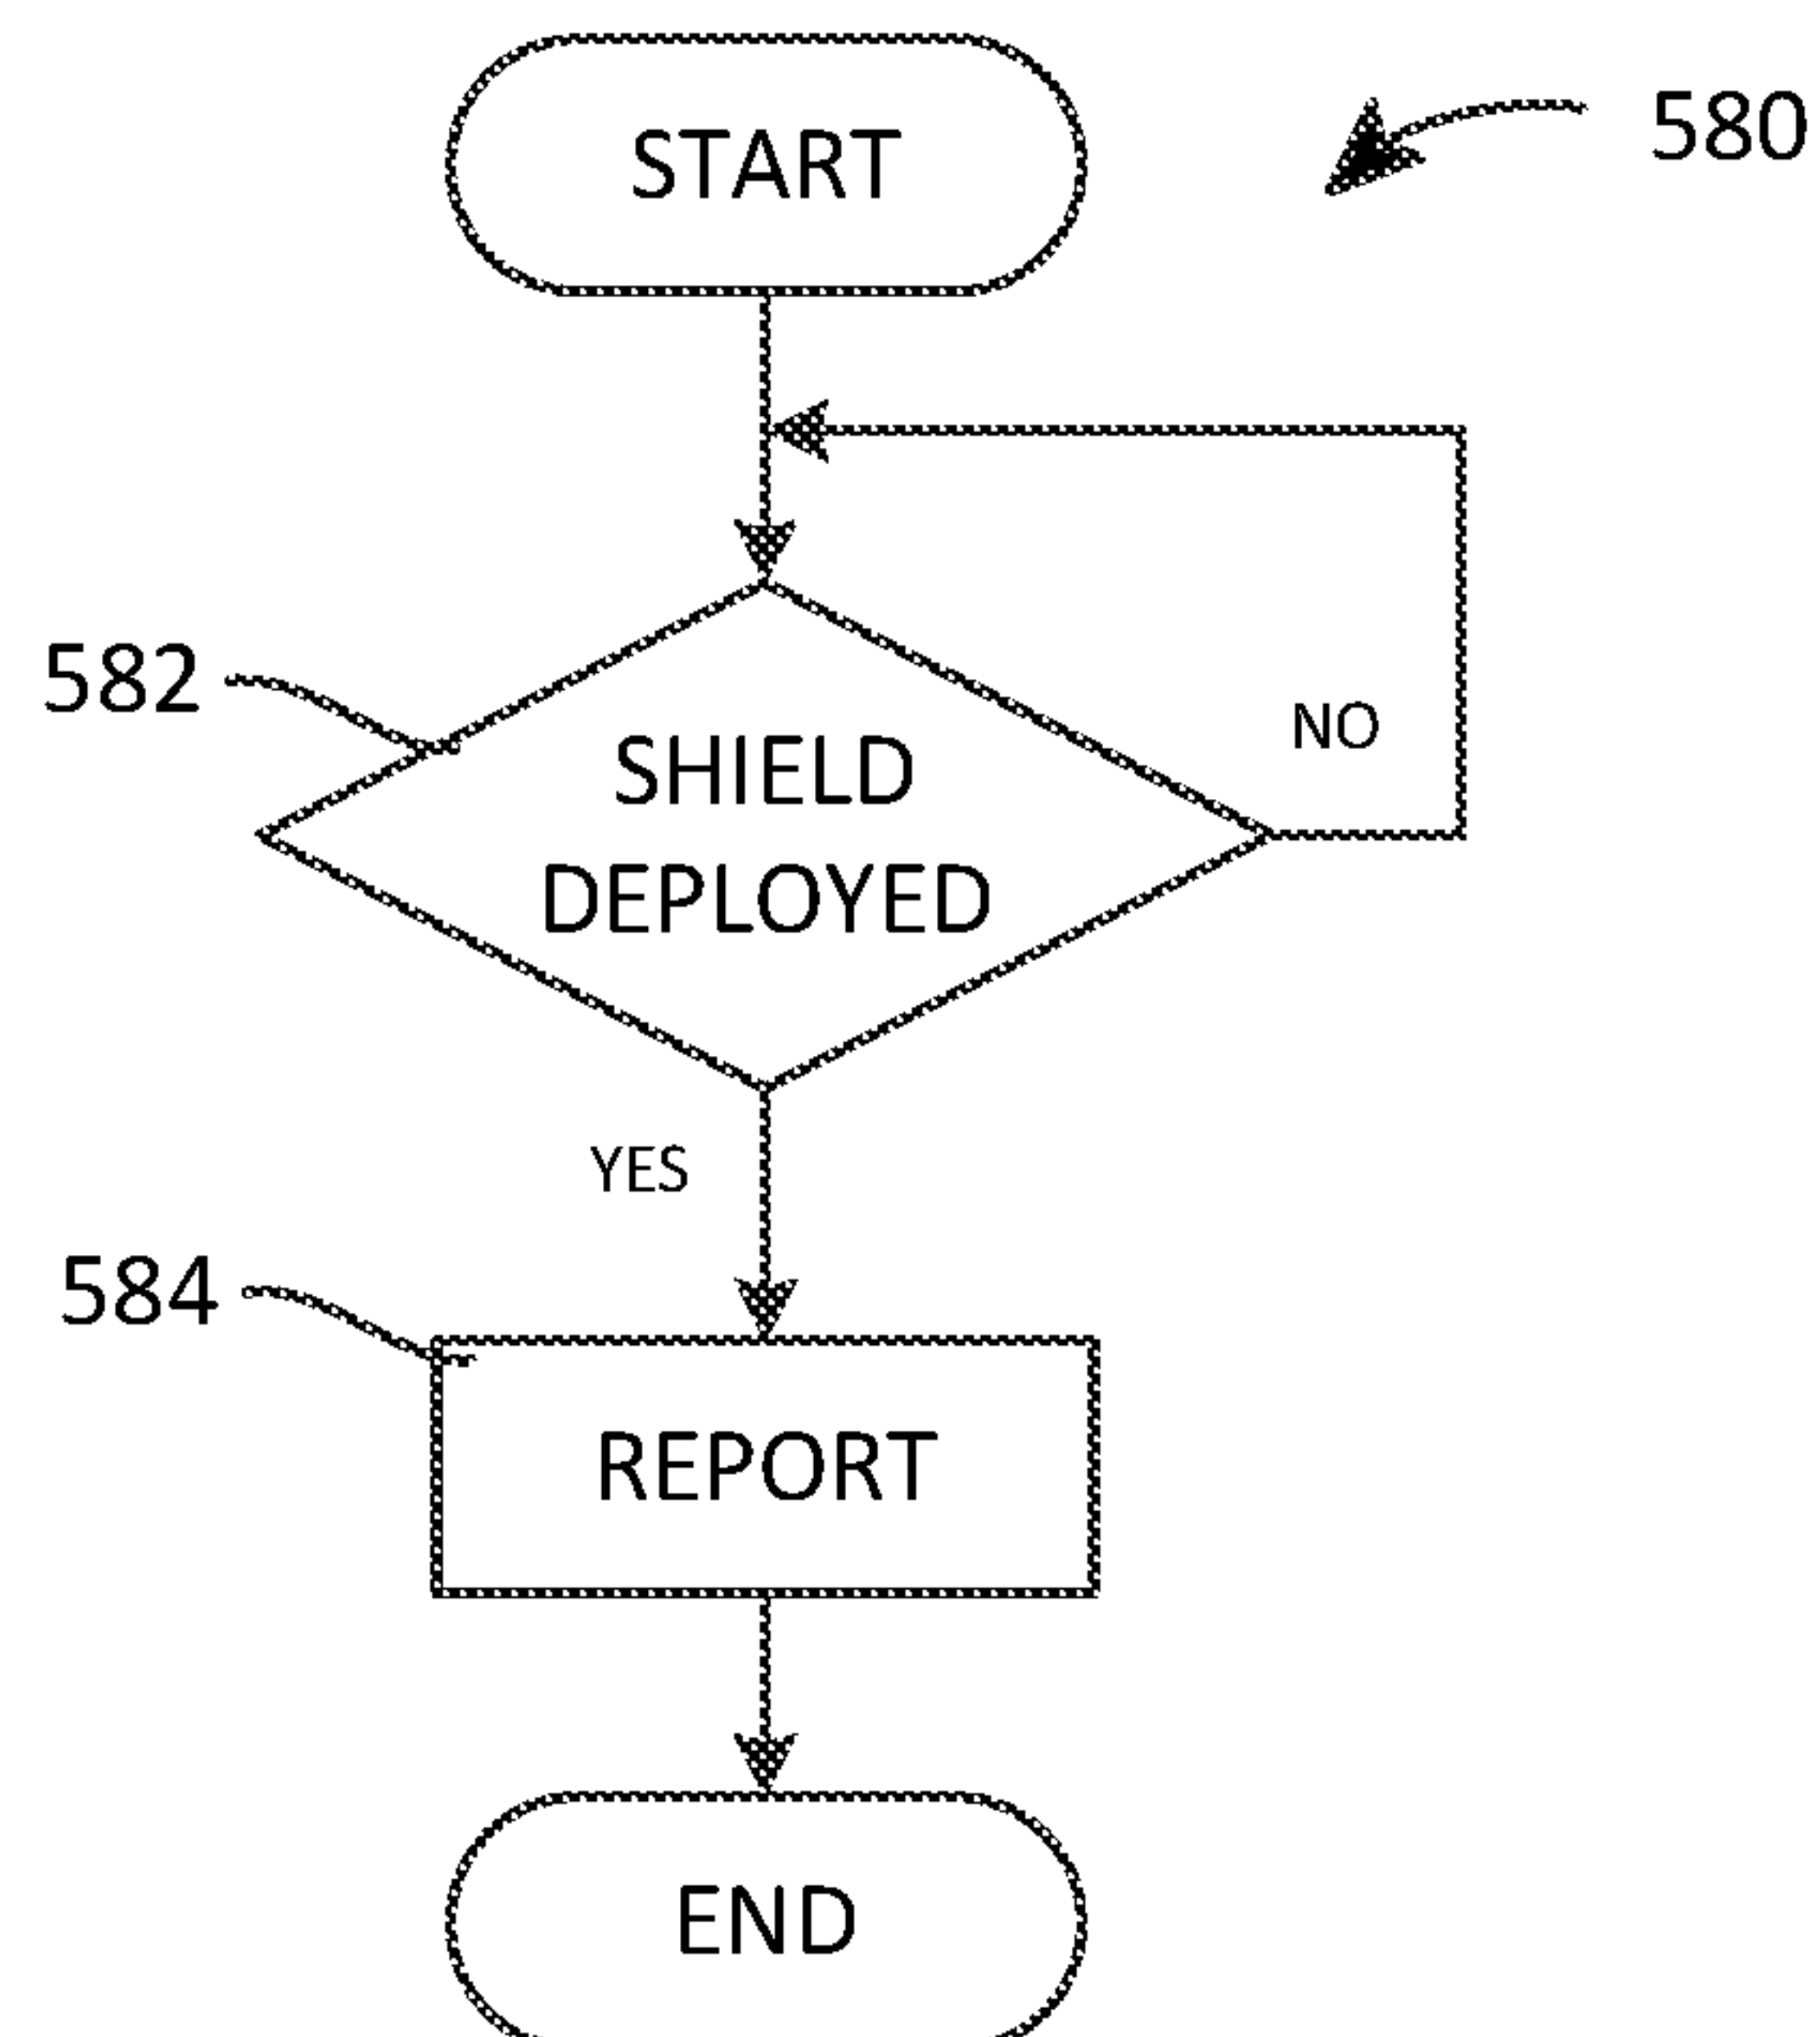 START
580
582
SHIELD
DEPLOYED
NO
YES
584
REPORT
END